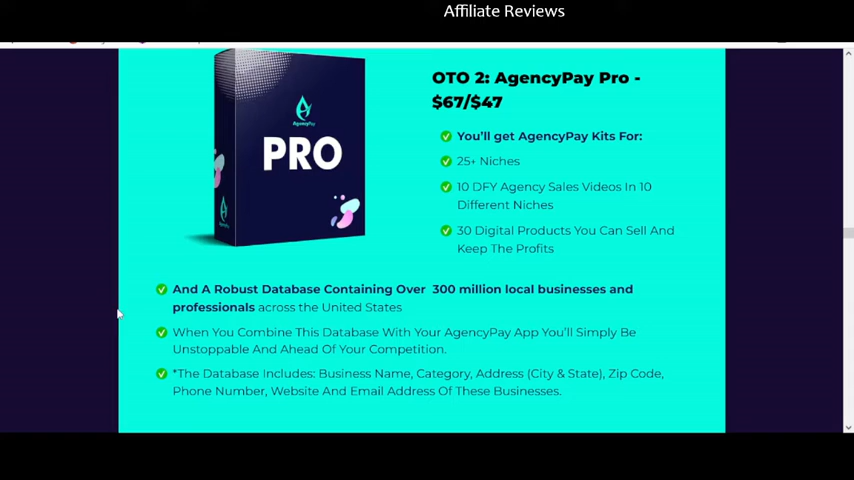 Affiliate Reviews
OTO 2: AgencyPay Pro -
$67/$47
You'll get AgencyPay Kits For:
25+ Niches
10 DFY Agency Sales Videos In 10
Different Niches
30 Digital Products You Can Sell And
Keep The Profits
AgencyPay
PRO
And A Robust Database Containing Over 300 million local businesses and
professionals across the United States
When You Combine This Database With Your AgencyPay App You'll Simply Be
Unstoppable And Ahead Of Your Competition.
*The Database Includes: Business Name, Category, Address (City & State), Zip Code,
Phone Number, Website And Email Address Of These Businesses.